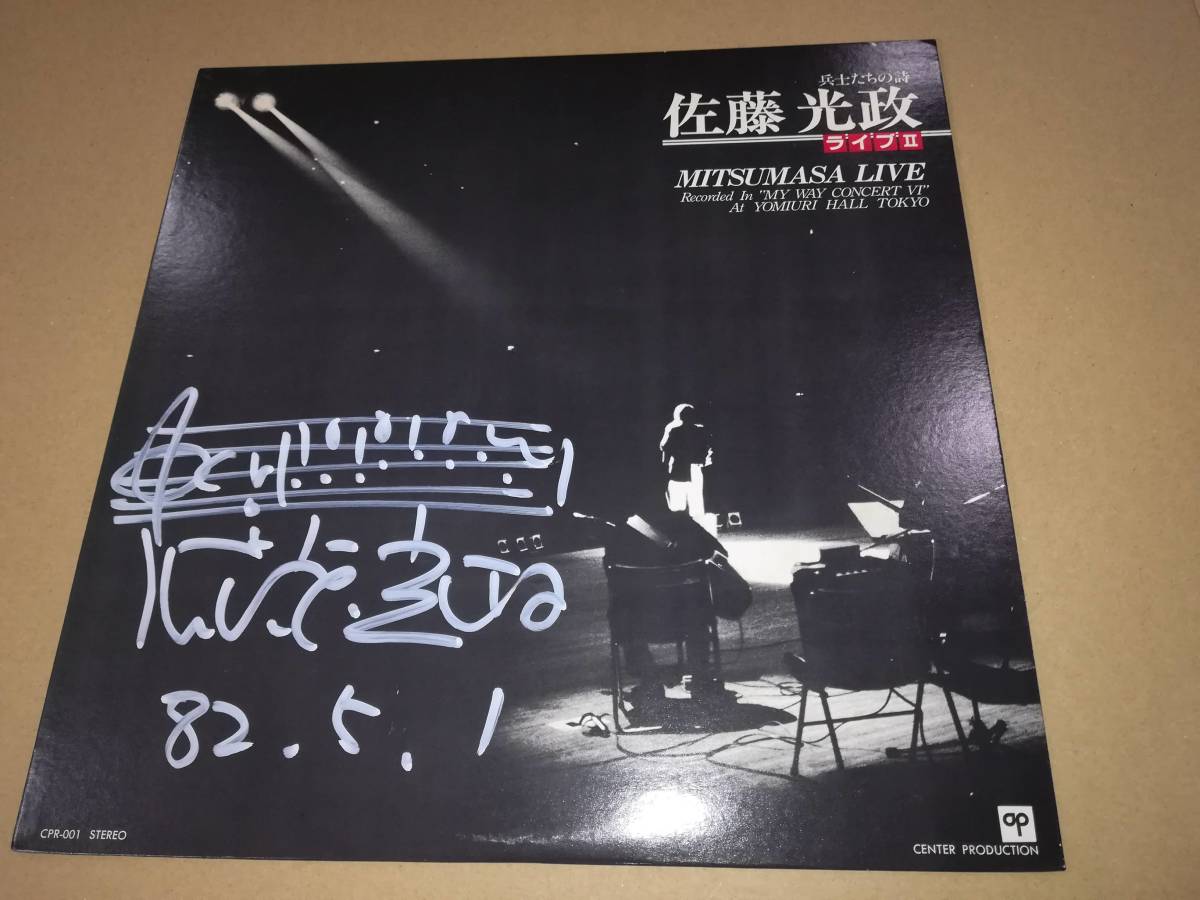 兵士たちの詩
佐藤 光政
ライブII
MITSUMASA LIVE
Recorded In "MY WAY CONCERT VI"
At YOMIURI HALL TOKYO
82.5.1
CPR-001 STEREO
CENTER PRODUCTION